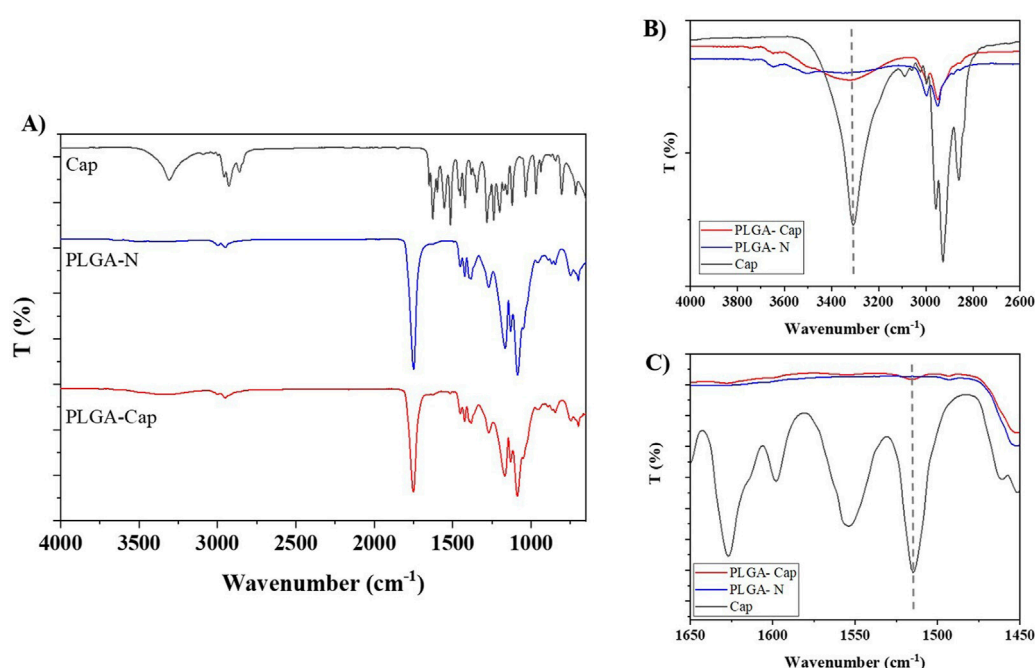 A)
Cap
PLGA-N
PLGA-Cap
T (%)
4000 3500 3000 2500 2000 1500 1000
Wavenumber (cm-1)
B)
T (%)
PLGA- Cap
PLGA- N
Cap
4000 3800 3600 3400 3200 3000 2800 2600
Wavenumber (cm-1)
C)
T (%)
PLGA- Cap
PLGA- N
Cap
1650 1600 1550 1500 1450
Wavenumber (cm-1)